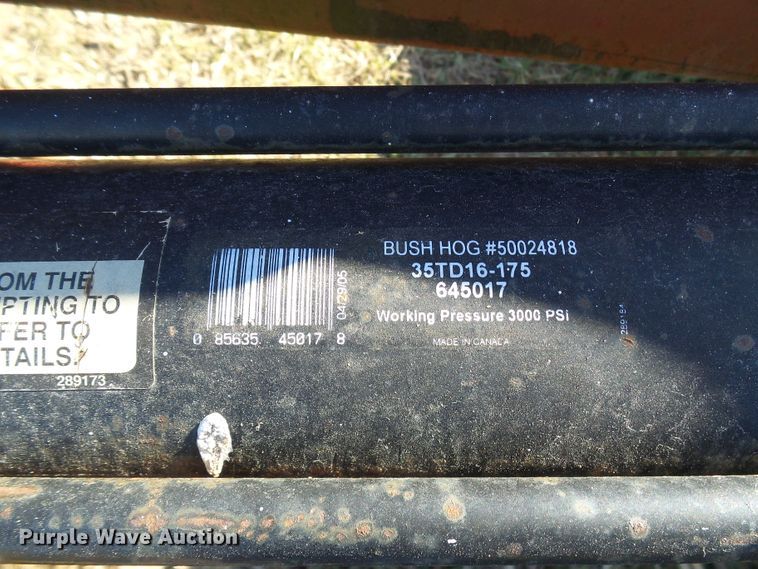 OM THE
PTING TO
FER TO
TAILS.
289173
0 85635 45017 8
04/29/05
BUSH HOG #50024818
35TD16-175
645017
Working Pressure 3000 PSi
MADE IN CANADA
289184
Purple Wave Auction